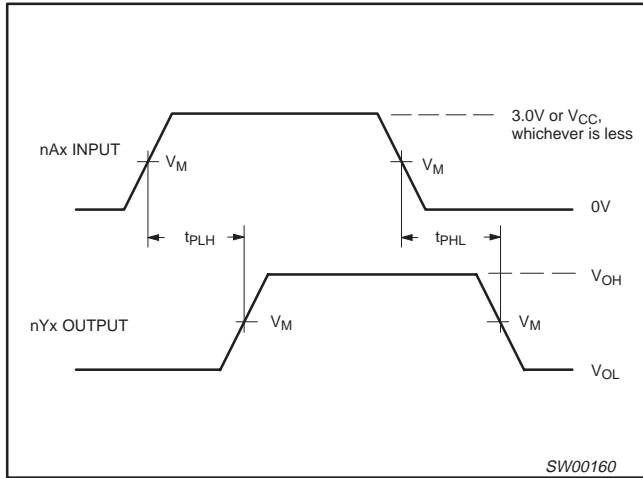 3.0V or VCC,
whichever is less
nAx INPUT
VM
VM
0V
tPLH
tPHL
VOH
nYx OUTPUT
VM
VM
VOL
SW00160